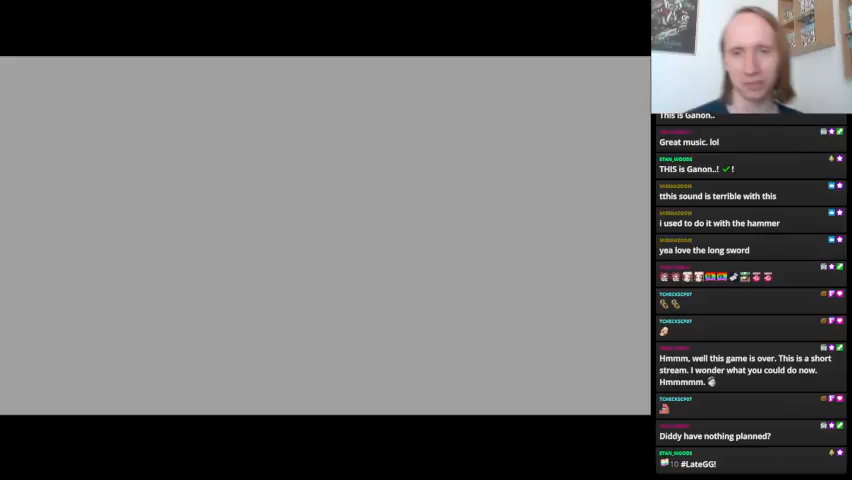 This is Ganon..
Great music. lol
STAN_WOODS
THIS is Ganon..! !
tthis sound is terrible with this
i used to do it with the hammer
yea love the long sword
TCHECKSCP07
TCHECKSCP07
Hmmm, well this game is over. This is a short
stream. I wonder what you could do now.
Hmmmmm.
TCHECKSCP07
Diddy have nothing planned?
STAN_WOODS
10 #LateGG!